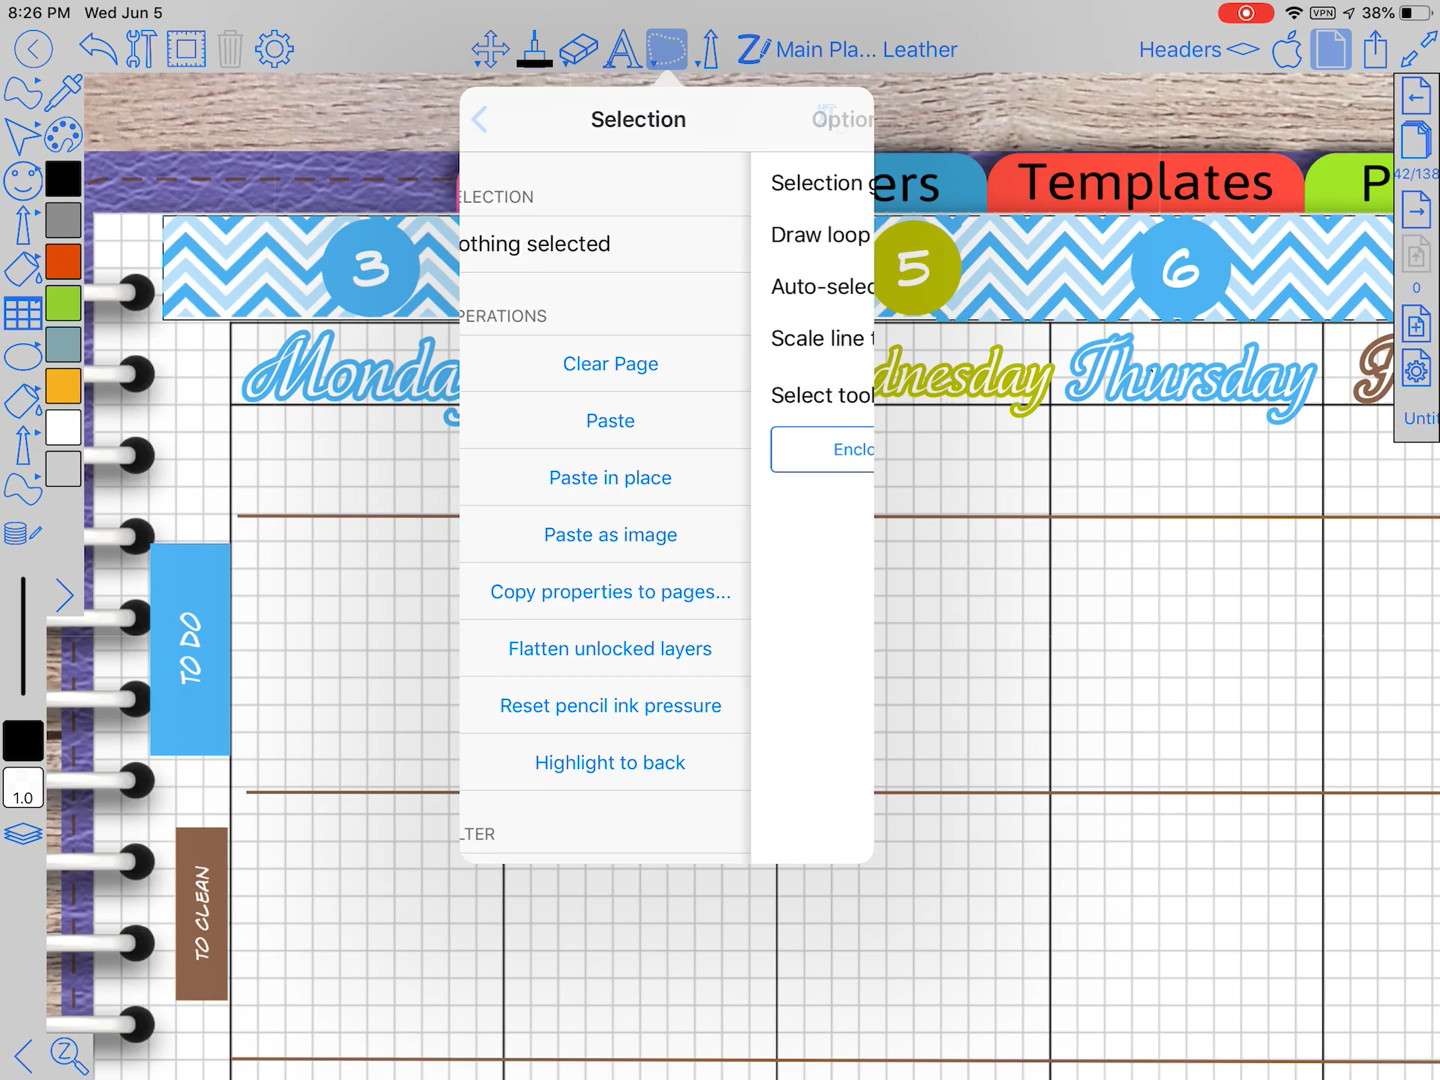 8:26 PM Wed Jun 5
VPN 38%
A Z Main Pla... Leather
Headers
Selection
Option
ELECTION
othing selected
PERATIONS
Clear Page
Paste
Paste in place
Paste as image
Copy properties to pages...
Flatten unlocked layers
Reset pencil ink pressure
Highlight to back
LTER
Selection g
Draw loop
Auto-selec
Scale line t
Select tool
Enclo
ers
Templates
P
3
5
6
Monda
dnesday
Thursday
F
TO DO
TO CLEAN
1.0
Z
42/138
0
Untit